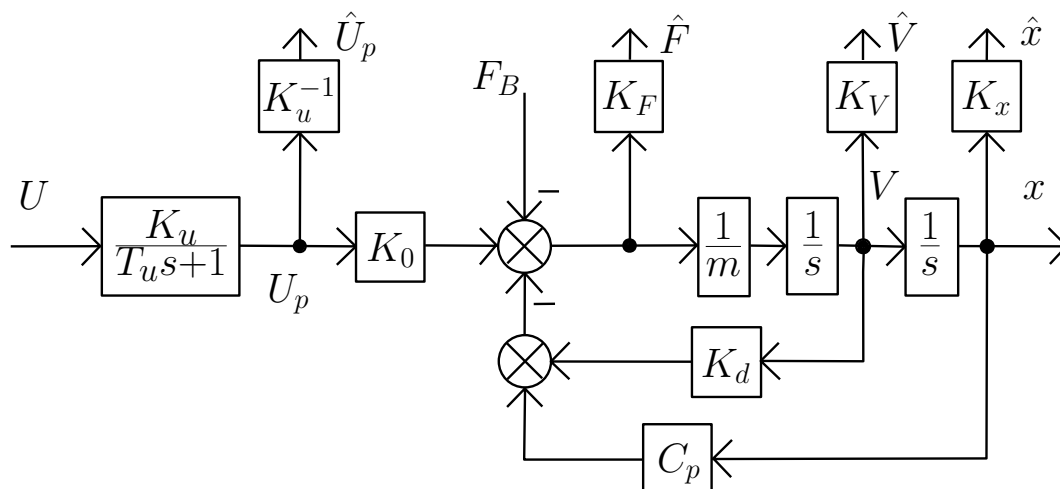 Û_p
F̂
V̂
x̂
K_u^{-1}
F_B
K_F
K_V
K_x
U
−
V
x
K_u
T_u s+1
K_0
1
m
1
s
1
s
U_p
−
K_d
C_p